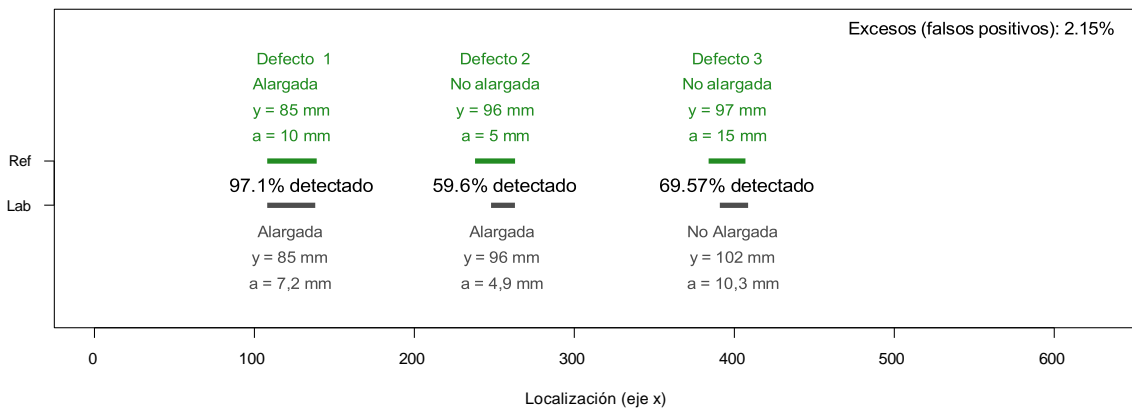 Excesos (falsos positivos): 2.15%
Defecto 1
Alargada
y = 85 mm
a = 10 mm
Defecto 2
No alargada
y = 96 mm
a = 5 mm
Defecto 3
No alargada
y = 97 mm
a = 15 mm
Ref
97.1% detectado
59.6% detectado
69.57% detectado
Lab
Alargada
y = 85 mm
a = 7,2 mm
Alargada
y = 96 mm
a = 4,9 mm
No Alargada
y = 102 mm
a = 10,3 mm
0 100 200 300 400 500 600
Localización (eje x)